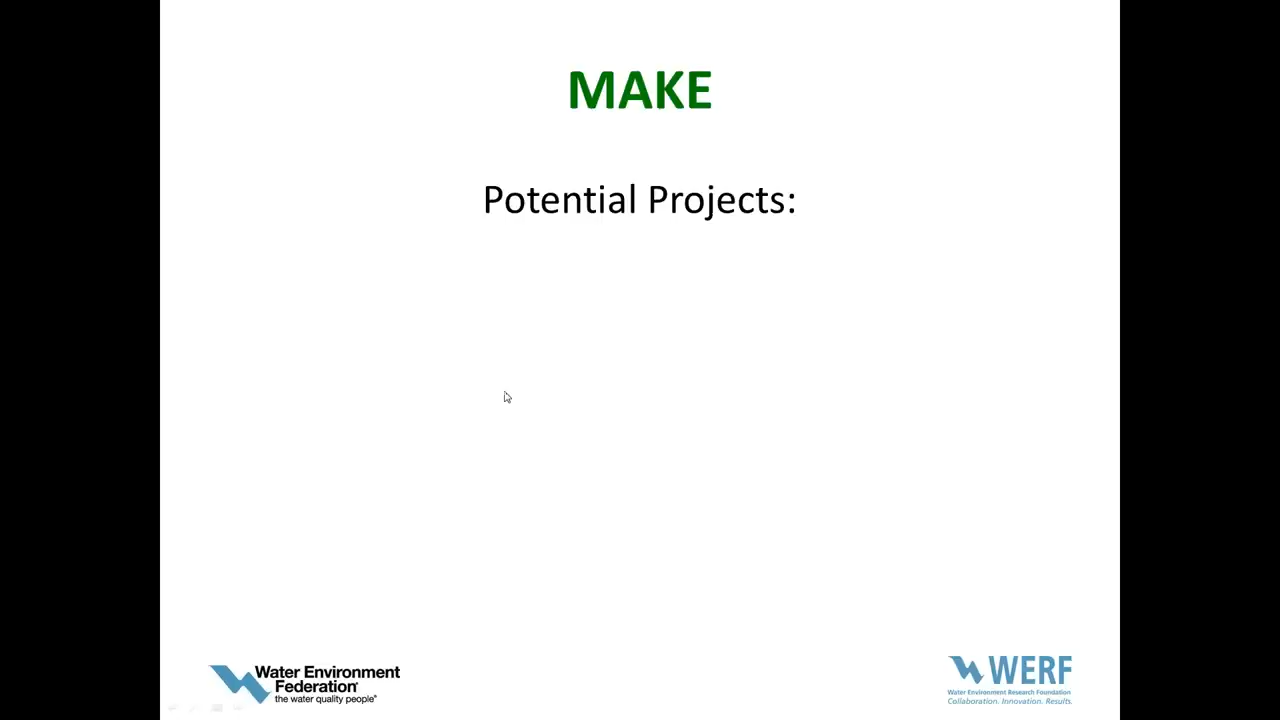 MAKE
Potential Projects:
Water Environment
Federation
the water quality people®
WERF
Water Environment Research Foundation
Collaboration. Innovation. Results.